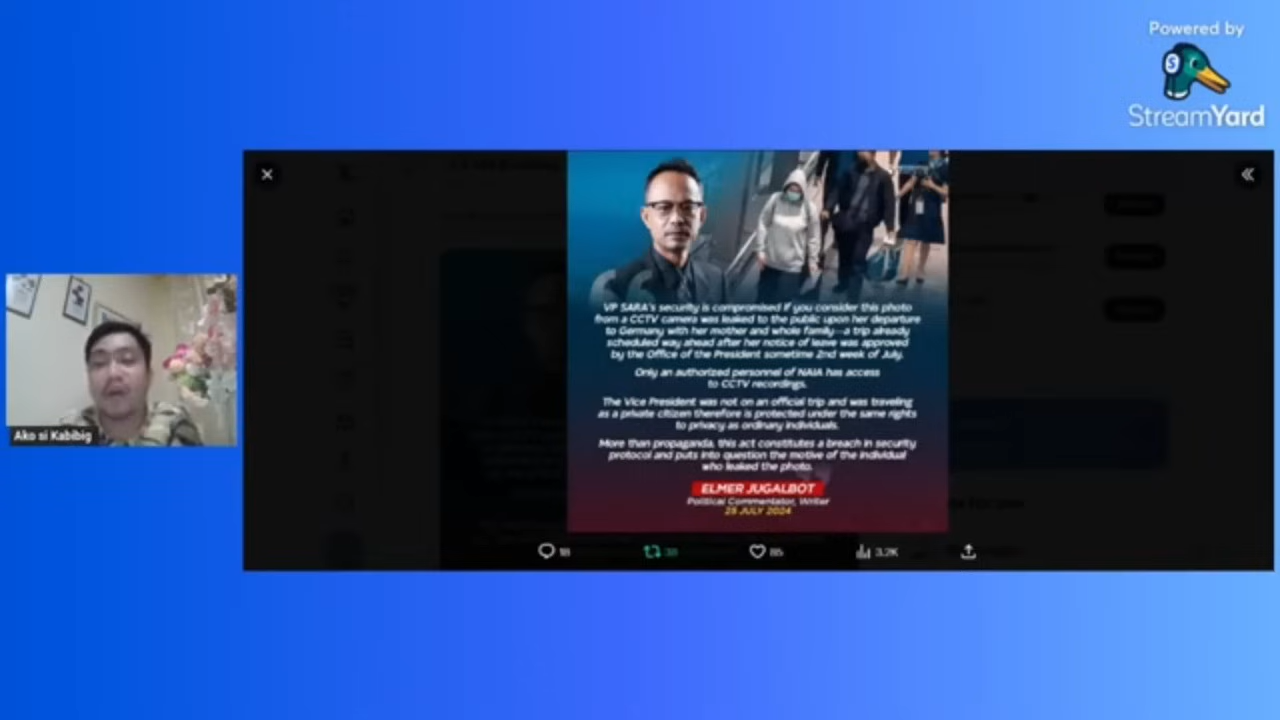 Powered by
StreamYard
VP SARA's security is compromised if you consider this photo
from a CCTV camera was leaked to the public upon her departure
to Germany with her mother and whole family—a trip already
scheduled way ahead after her notice of leave was approved
by the Office of the President sometime 2nd week of July.
Only an authorized personnel of NAIA has access
to CCTV recordings.
The Vice President was not on an official trip and was traveling
as a private citizen therefore is protected under the same rights
to privacy as ordinary individuals.
More than propaganda, this act constitutes a breach in security
protocol and puts into question the motive of the individual
who leaked the photo.
ELMER JUGALBOT
Political Commentator, Writer
25 JULY 2024
Ako si Kabibig
18
38
85
3.2K